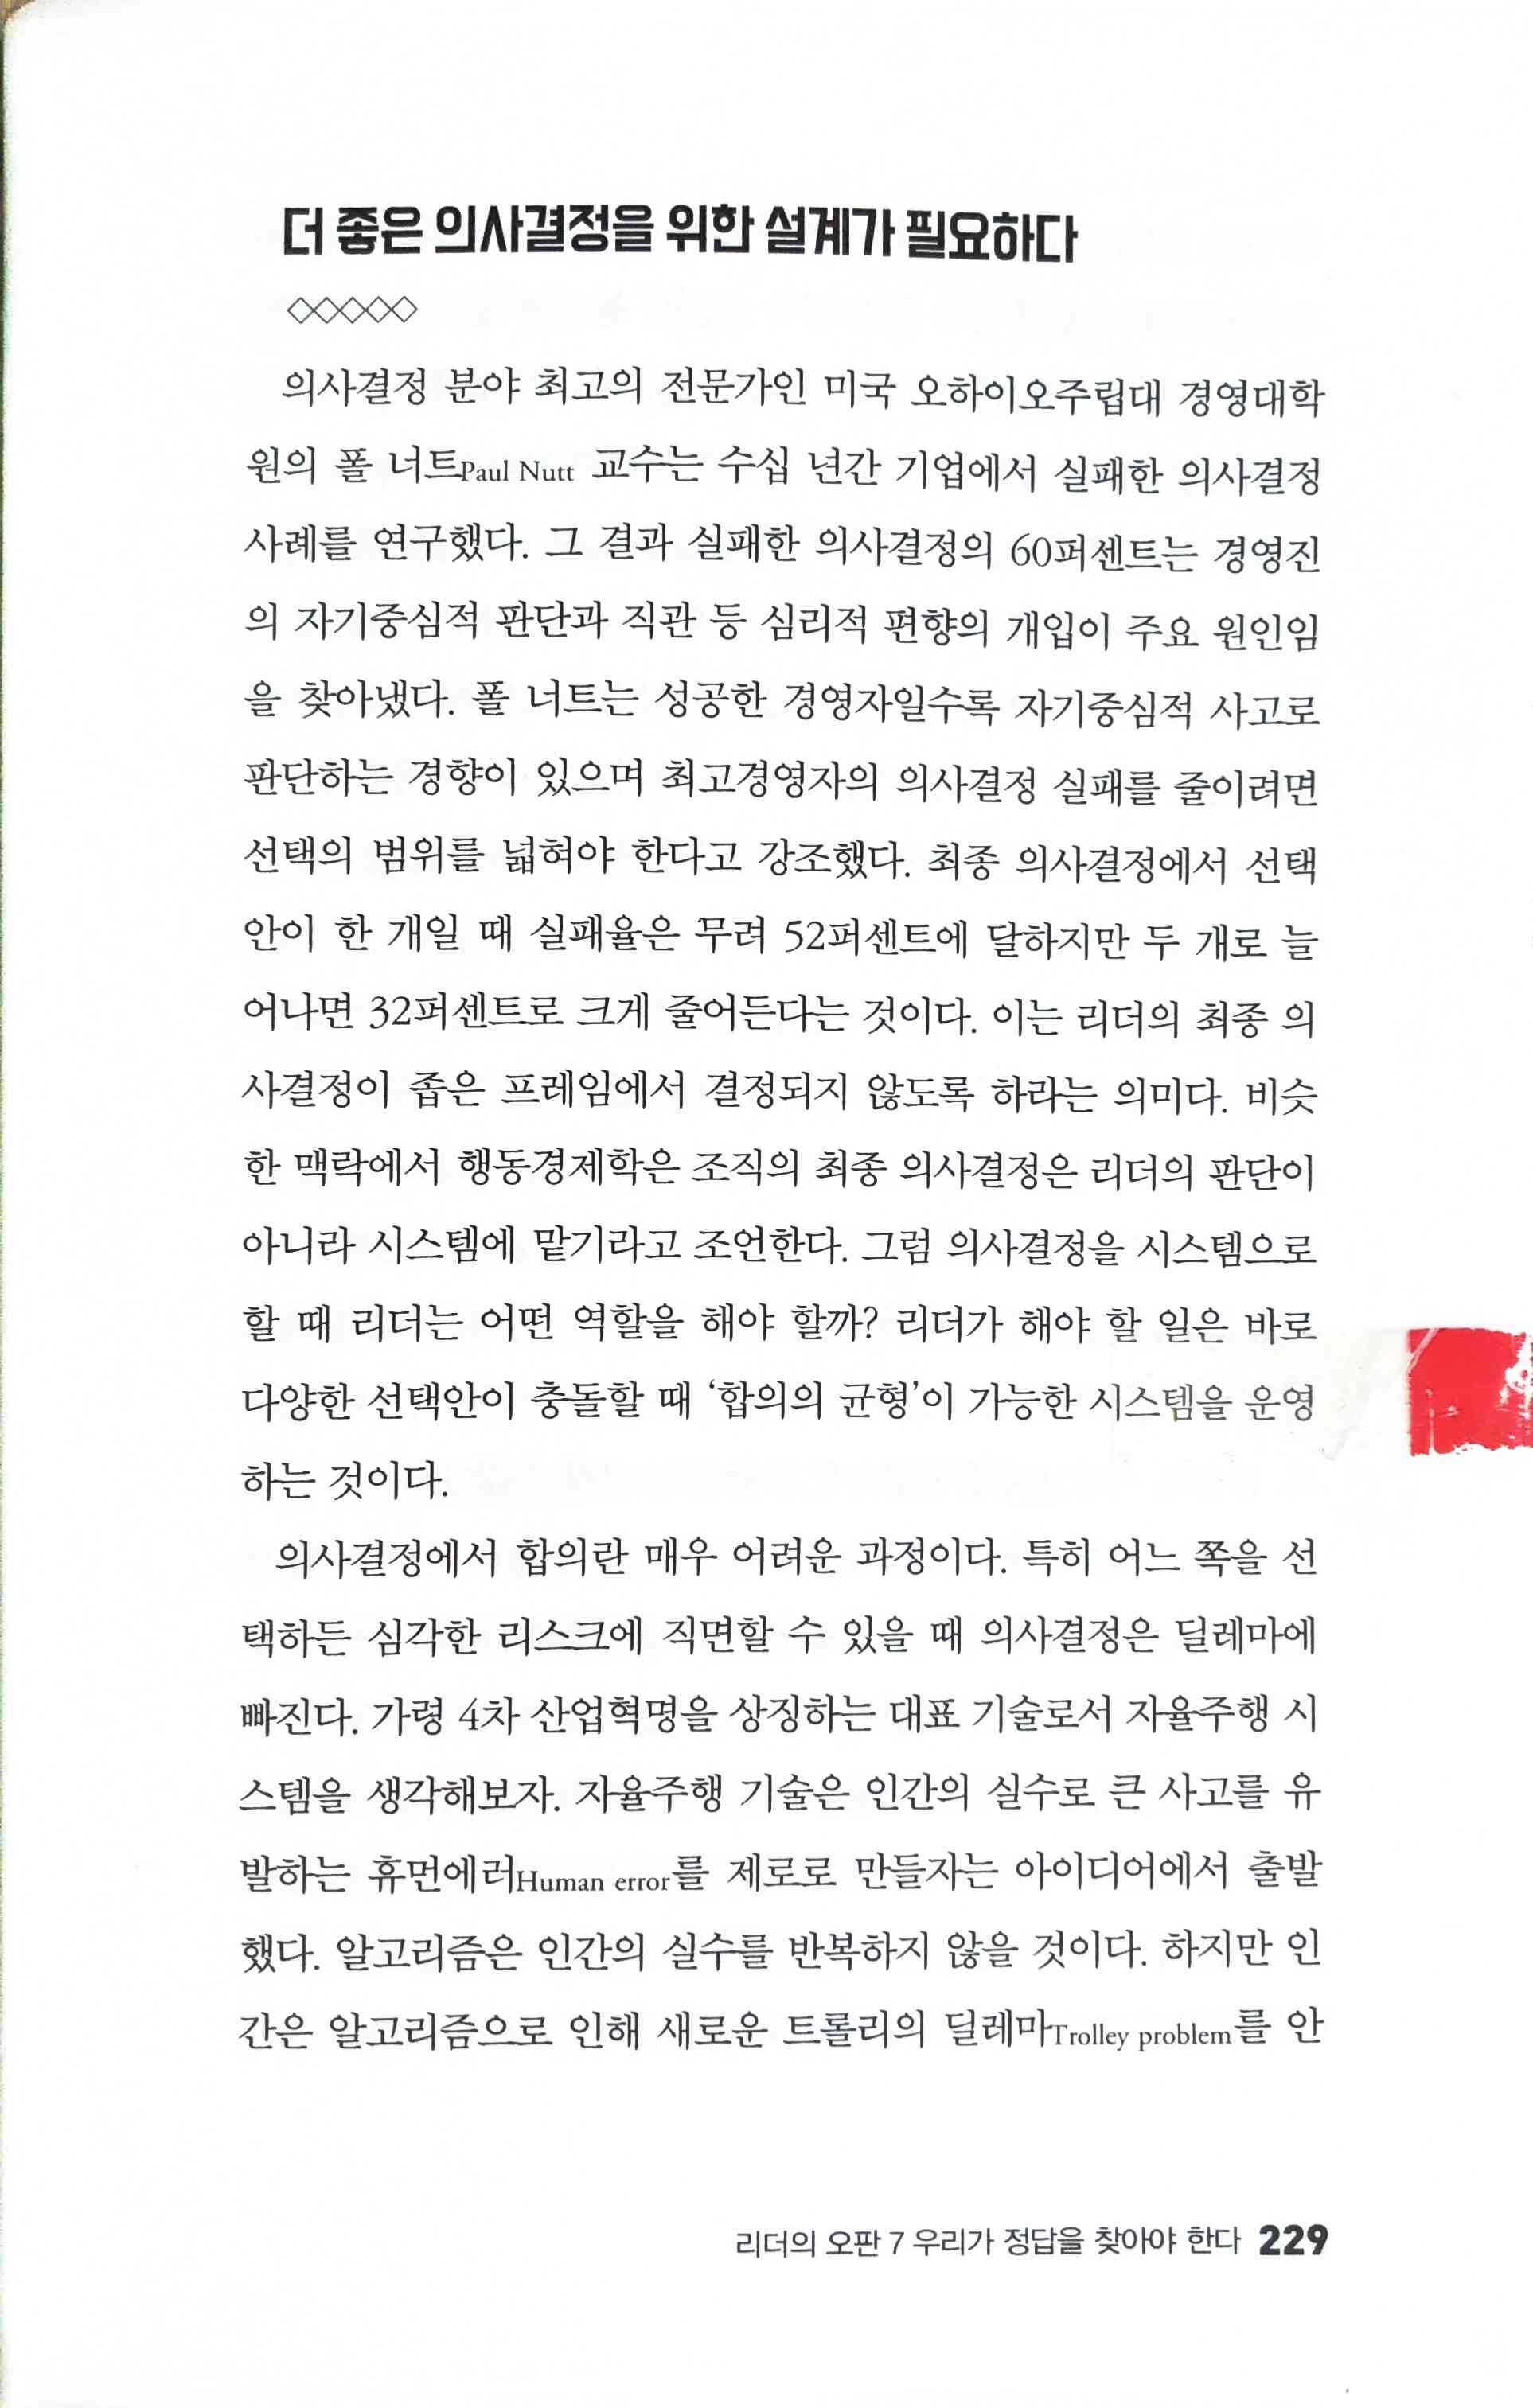 더 좋은 의사결정을 위한 설계가 필요하다
의사결정 분야 최고의 전문가인 미국 오하이오주립대 경영대학
원의 폴 너트Paul Nutt 교수는 수십 년간 기업에서 실패한 의사결정
사례를 연구했다. 그 결과 실패한 의사결정의 60퍼센트는 경영진
의 자기중심적 판단과 직관 등 심리적 편향의 개입이 주요 원인임
을 찾아냈다. 폴 너트는 성공한 경영자일수록 자기중심적 사고로
판단하는 경향이 있으며 최고경영자의 의사결정 실패를 줄이려면
선택의 범위를 넓혀야 한다고 강조했다. 최종 의사결정에서 선택
안이 한 개일 때 실패율은 무려 52퍼센트에 달하지만 두 개로 늘
어나면 32퍼센트로 크게 줄어든다는 것이다. 이는 리더의 최종 의
사결정이 좁은 프레임에서 결정되지 않도록 하라는 의미다. 비슷
한 맥락에서 행동경제학은 조직의 최종 의사결정은 리더의 판단이
아니라 시스템에 맡기라고 조언한다. 그럼 의사결정을 시스템으로
할 때 리더는 어떤 역할을 해야 할까? 리더가 해야 할 일은 바로
다양한 선택안이 충돌할 때 ‘합의의 균형’이 가능한 시스템을 운영
하는 것이다.
의사결정에서 합의란 매우 어려운 과정이다. 특히 어느 쪽을 선
택하든 심각한 리스크에 직면할 수 있을 때 의사결정은 딜레마에
빠진다. 가령 4차 산업혁명을 상징하는 대표 기술로서 자율주행 시
스템을 생각해보자. 자율주행 기술은 인간의 실수로 큰 사고를 유
발하는 휴먼에러Human error를 제로로 만들자는 아이디어에서 출발
했다. 알고리즘은 인간의 실수를 반복하지 않을 것이다. 하지만 인
간은 알고리즘으로 인해 새로운 트롤리의 딜레마Trolley problem를 안
리더의 오판 7 우리가 정답을 찾아야 한다 229